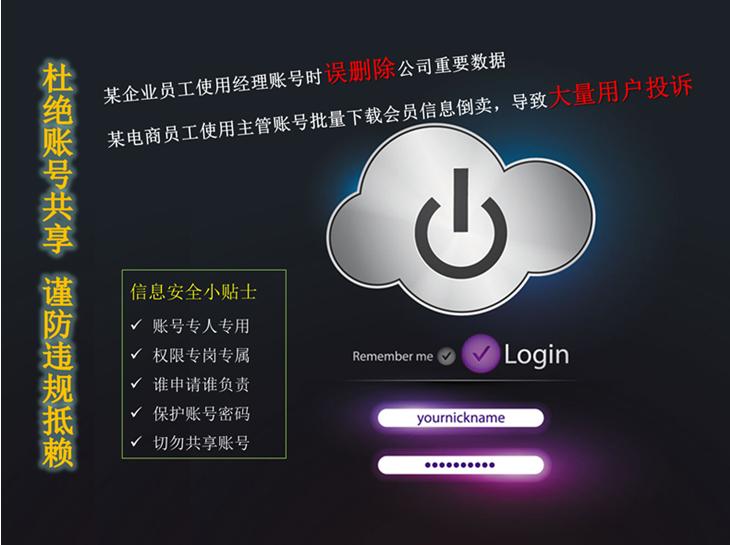 杜绝账号共享 谨防违规抵赖
某企业员工使用经理账号时误删除公司重要数据
某电商员工使用主管账号批量下载会员信息倒卖，导致大量用户投诉
信息安全小贴士
✓ 账号专人专用
✓ 权限专岗专属
✓ 谁申请谁负责
✓ 保护账号密码
✓ 切勿共享账号
Remember me Login
yournickname
••••••••••